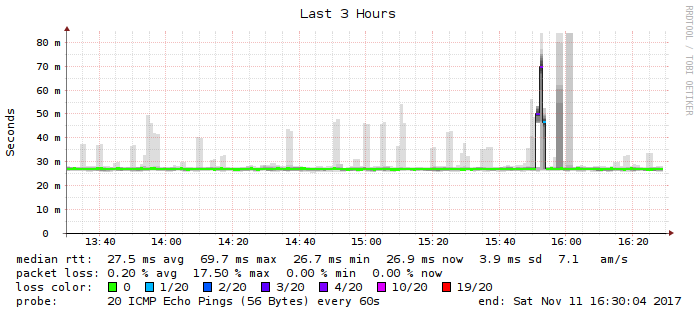 Last 3 Hours
RRDTOOL / TOBI OETIKER
Seconds
80 m
70 m
60 m
50 m
40 m
30 m
20 m
10 m
0
13:40 14:00 14:20 14:40 15:00 15:20 15:40 16:00 16:20
median rtt: 27.5 ms avg 69.7 ms max 26.7 ms min 26.9 ms now 3.9 ms sd 7.1 am/s
packet loss: 0.20 % avg 17.50 % max 0.00 % min 0.00 % now
loss color: 0 1/20 2/20 3/20 4/20 10/20 19/20
probe: 20 ICMP Echo Pings (56 Bytes) every 60s end: Sat Nov 11 16:30:04 2017